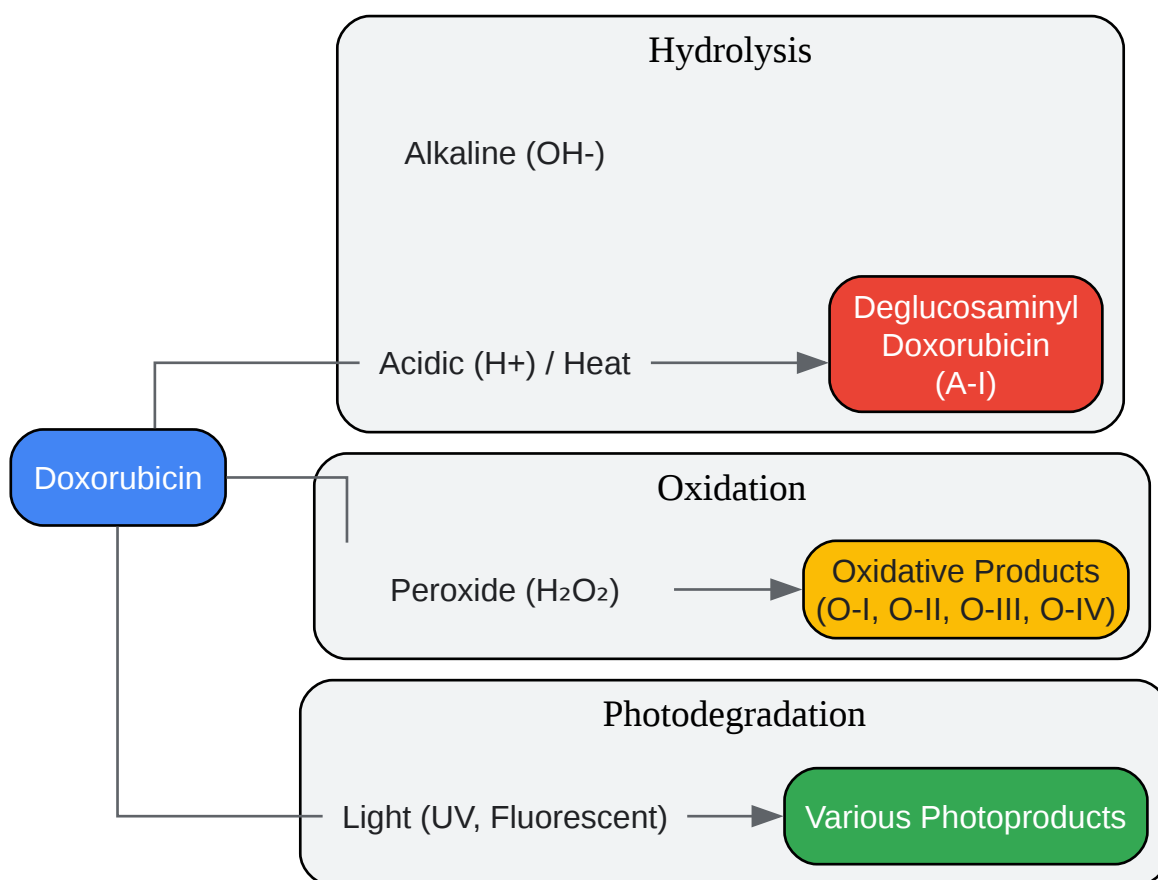 Hydrolysis
Alkaline (OH-)
Deglucosaminyl
Doxorubicin
(A-I)
Acidic (H+) / Heat
Doxorubicin
Oxidation
Peroxide (H₂O₂)
Oxidative Products
(O-I, O-II, O-III, O-IV)
Photodegradation
Light (UV, Fluorescent)
Various Photoproducts